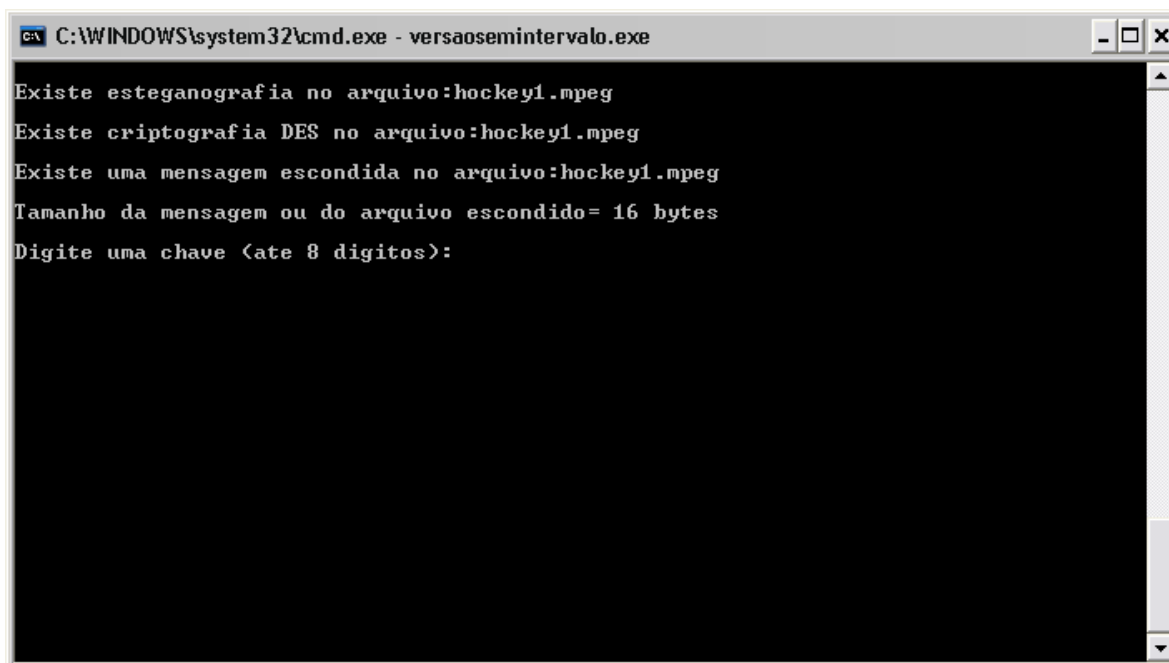 C:\WINDOWS\system32\cmd.exe - versaosemintervalo.exe
Existe esteganografia no arquivo:hockey1.mpeg
Existe criptografia DES no arquivo:hockey1.mpeg
Existe uma mensagem escondida no arquivo:hockey1.mpeg
Tamanho da mensagem ou do arquivo escondido= 16 bytes
Digite uma chave (ate 8 digitos):